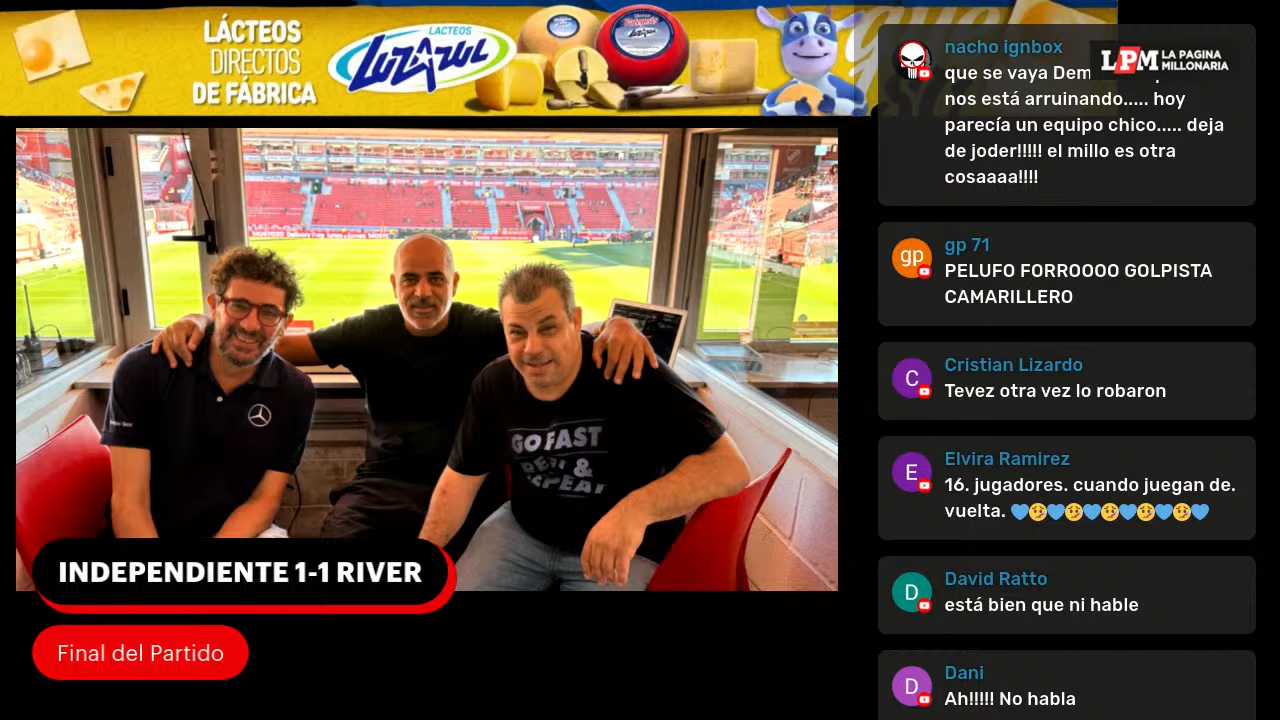 LÁCTEOS
DIRECTOS
DE FÁBRICA
LACTEOS
LUZAZUL
LPM LA PAGINA
MILLONARIA
nacho ignbox
que se vaya Dem
nos está arruinando..... hoy
parecía un equipo chico..... deja
de joder!!!!! el millo es otra
cosaaaa!!!!
gp
gp 71
PELUFO FORROOOO GOLPISTA
CAMARILLERO
C
Cristian Lizardo
Tevez otra vez lo robaron
E
Elvira Ramirez
16. jugadores. cuando juegan de.
vuelta. 💙🤒💙🤒💙🤒💙🤒💙🤒💙
D
David Ratto
está bien que ni hable
D
Dani
Ah!!!!! No habla
GO FAST
& 
INDEPENDIENTE 1-1 RIVER
Final del Partido